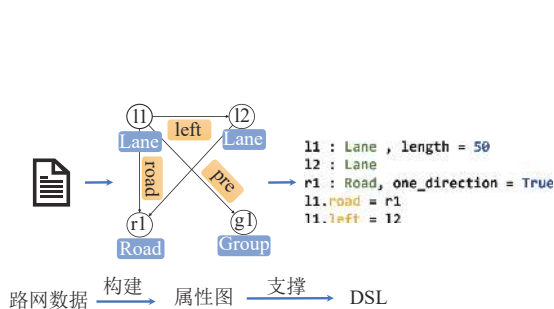 l1
l2
left
Lane
Lane
road
pre
r1
g1
Road
Group
l1 : Lane , length = 50
l2 : Lane
r1 : Road, one_direction = True
l1.road = r1
l1.left = l2
路网数据
构建
属性图
支撑
DSL